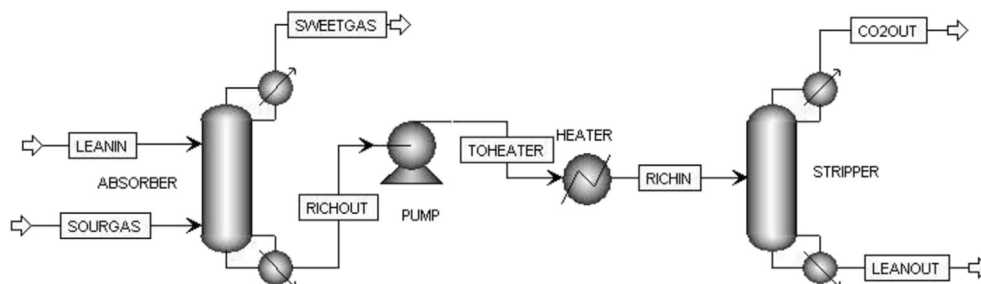 SWEETGAS
CO2OUT
LEANIN
TOHEATER
HEATER
ABSORBER
RICHIN
STRIPPER
RICHOUT
PUMP
SOURGAS
LEANOUT